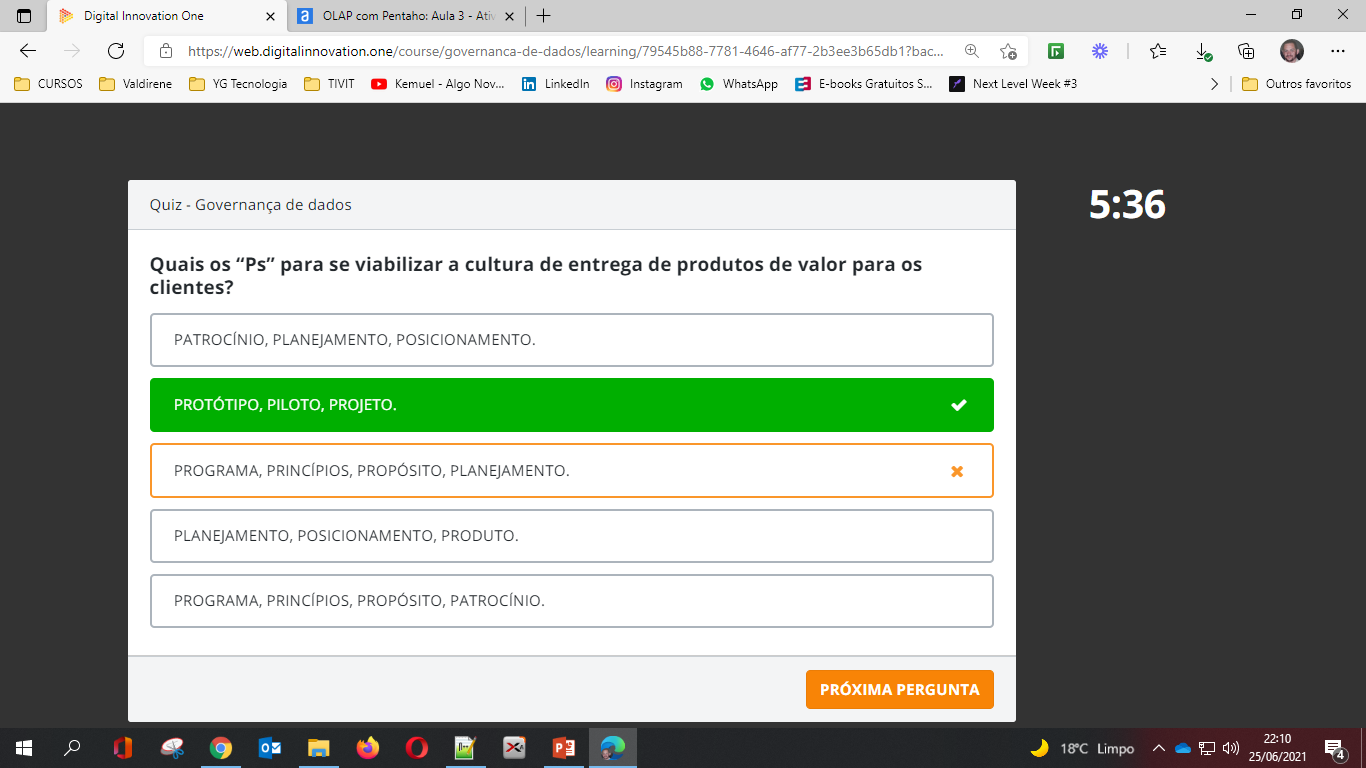 Digital Innovation One
OLAP com Pentaho: Aula 3 - Ativ
https://web.digitalinnovation.one/course/governanca-de-dados/learning/79545b88-7781-4646-af77-2b3ee3b65db1?bac...
CURSOS Valdirene YG Tecnologia TIVIT Kemuel - Algo Nov... LinkedIn Instagram WhatsApp E-books Gratuitos S... Next Level Week #3 Outros favoritos
Quiz - Governança de dados
5:36
Quais os “Ps” para se viabilizar a cultura de entrega de produtos de valor para os
clientes?
PATROCÍNIO, PLANEJAMENTO, POSICIONAMENTO.
PROTÓTIPO, PILOTO, PROJETO.
PROGRAMA, PRINCÍPIOS, PROPÓSITO, PLANEJAMENTO.
PLANEJAMENTO, POSICIONAMENTO, PRODUTO.
PROGRAMA, PRINCÍPIOS, PROPÓSITO, PATROCÍNIO.
PRÓXIMA PERGUNTA
18°C Limpo
22:10
25/06/2021
4